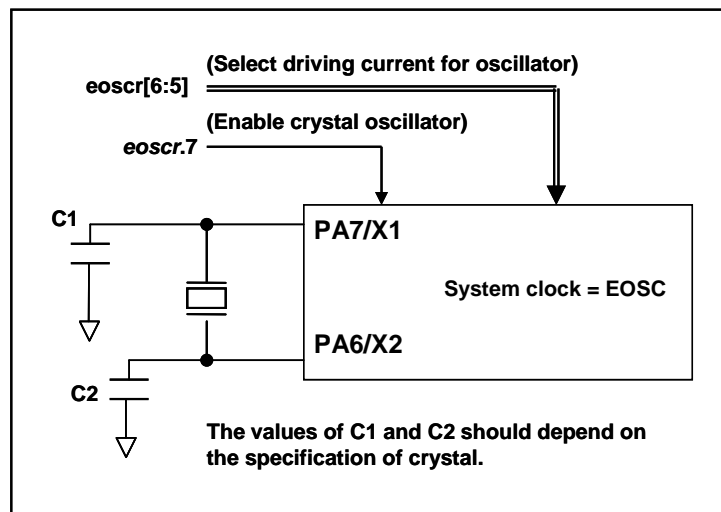 (Select driving current for oscillator)
eoscr[6:5]
(Enable crystal oscillator)
eoscr.7
C1
PA7/X1
System clock = EOSC
PA6/X2
C2
The values of C1 and C2 should depend on
the specification of crystal.